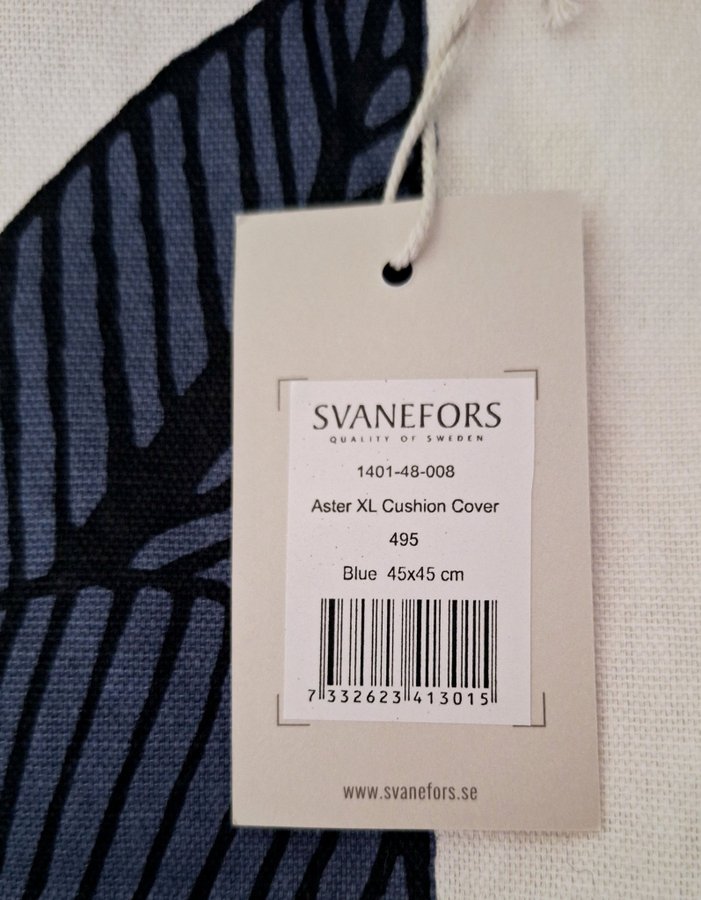 SVANEFORS
QUALITY OF SWEDEN
1401-48-008
Aster XL Cushion Cover
495
Blue 45x45 cm
7 332623 413015
www.svanefors.se